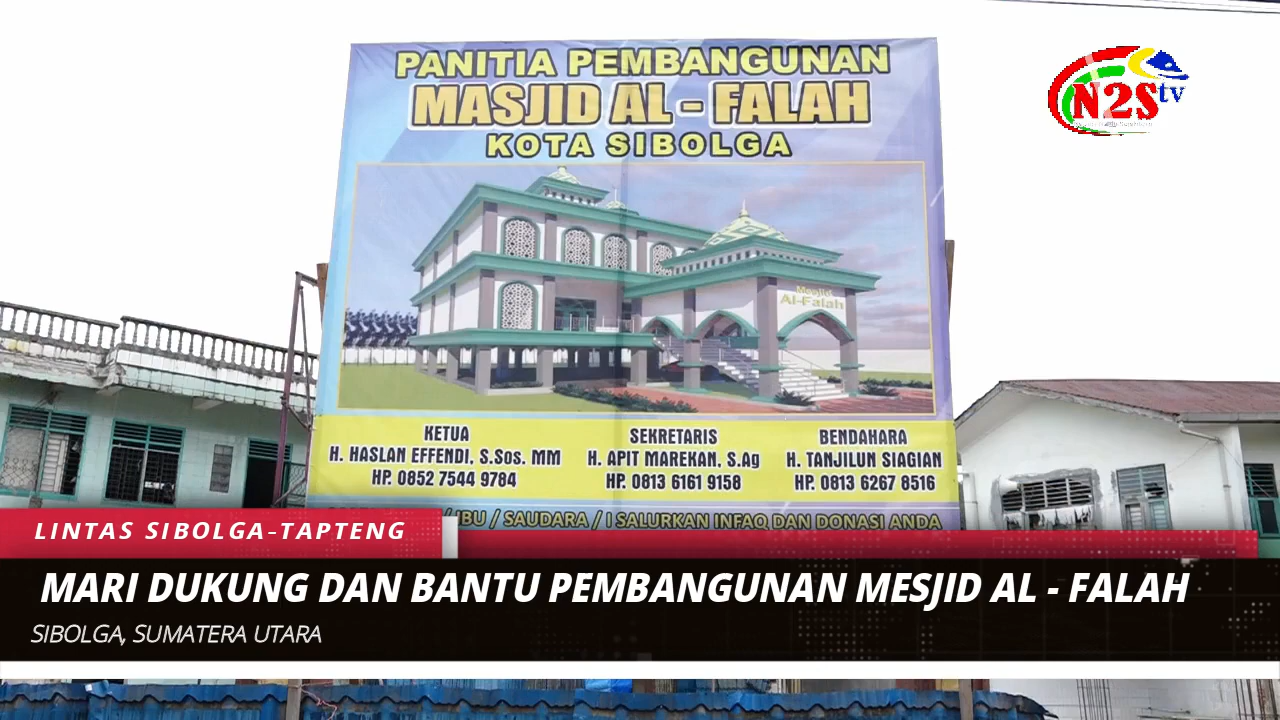 PANITIA PEMBANGUNAN
MASJID AL - FALAH
KOTA SIBOLGA
N2S tv
Mesjid
Al-Falah
KETUA
H. HASLAN EFFENDI, S.Sos. MM
HP. 0852 7544 9784
SEKRETARIS
H. APIT MAREKAN, S.Ag
HP. 0813 6161 9158
BENDAHARA
H. TANJILUN SIAGIAN
HP. 0813 6267 8516
/IBU / SAUDARA / I SALURKAN INFAQ DAN DONASI ANDA
LINTAS SIBOLGA-TAPTENG
MARI DUKUNG DAN BANTU PEMBANGUNAN MESJID AL - FALAH
SIBOLGA, SUMATERA UTARA